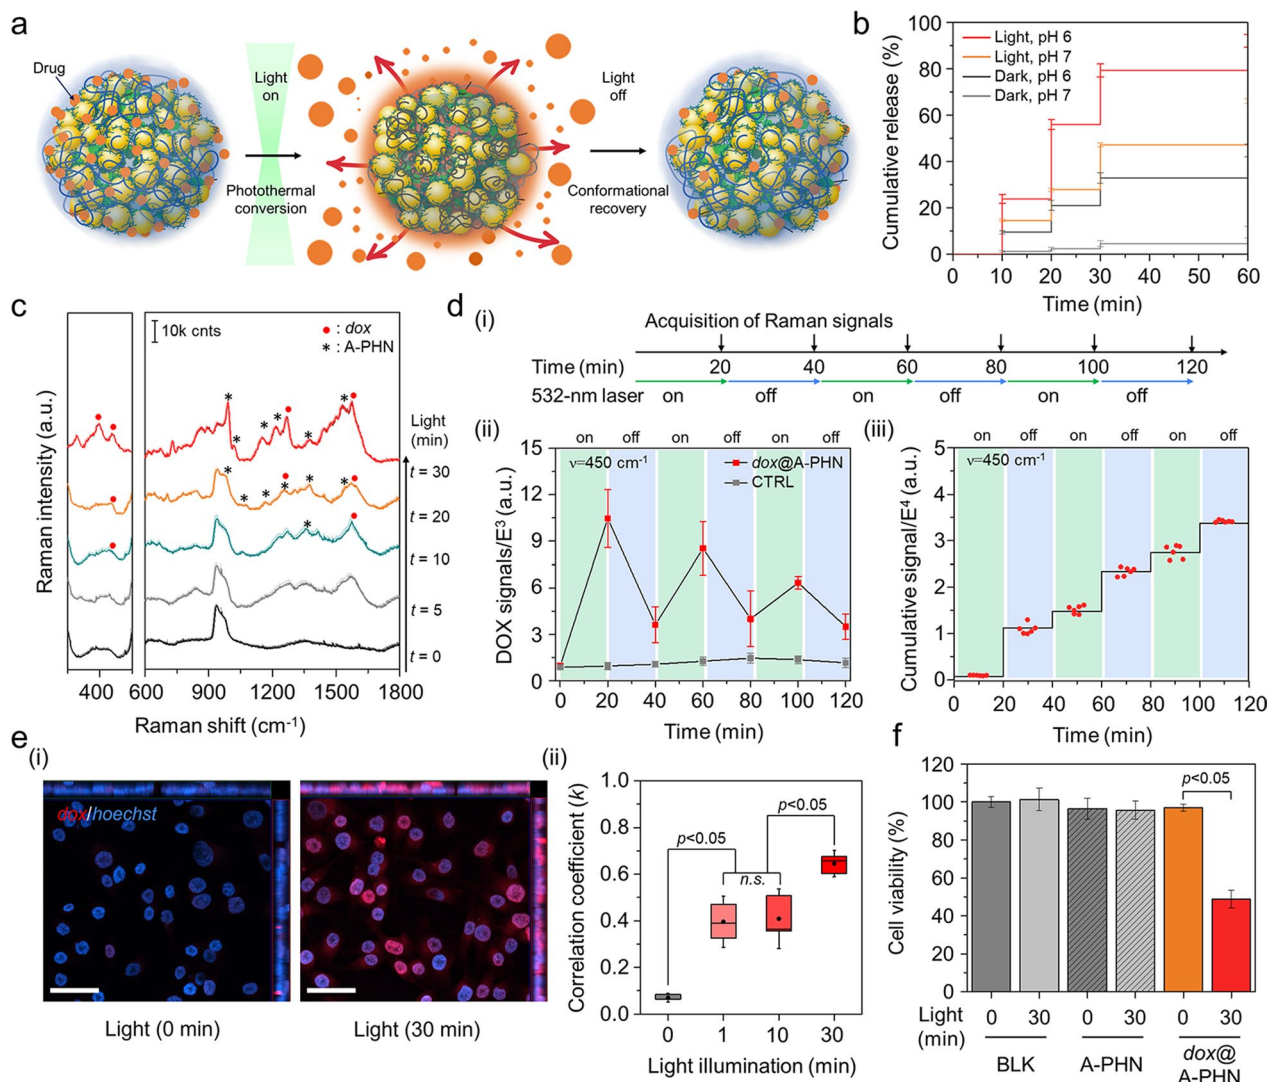 a
Drug
Light
on
Photothermal
conversion
Light
off
Conformational
recovery
b
Cumulative release (%)
100
80
60
40
20
0
Light, pH 6
Light, pH 7
Dark, pH 6
Dark, pH 7
0 10 20 30 40 50 60
Time (min)
c
Raman intensity (a.u.)
10k cnts
● : dox
* : A-PHN
Light
(min)
t = 30
t = 20
t = 10
t = 5
t = 0
400 600 900 1200 1500 1800
Raman shift (cm-1)
d (i)
Acquisition of Raman signals
Time (min) 20 40 60 80 100 120
532-nm laser on off on off on off
(ii)
on off on off on off
ν=450 cm-1
dox@A-PHN
CTRL
DOX signals/E3 (a.u.)
15
12
9
6
3
0
0 20 40 60 80 100 120
Time (min)
(iii)
on off on off on off
ν=450 cm-1
Cumulative signal/E4 (a.u.)
5
4
3
2
1
0
0 20 40 60 80 100 120
Time (min)
e
(i)
dox/hoechst
Light (0 min)
Light (30 min)
(ii)
Correlation coefficient (k)
1.0
0.8
0.6
0.4
0.2
0.0
p<0.05
p<0.05
n.s.
0 1 10 30
Light illumination (min)
f
Cell viability (%)
120
100
80
60
40
20
0
p<0.05
Light
(min)
0 30 0 30 0 30
BLK
A-PHN
dox@
A-PHN